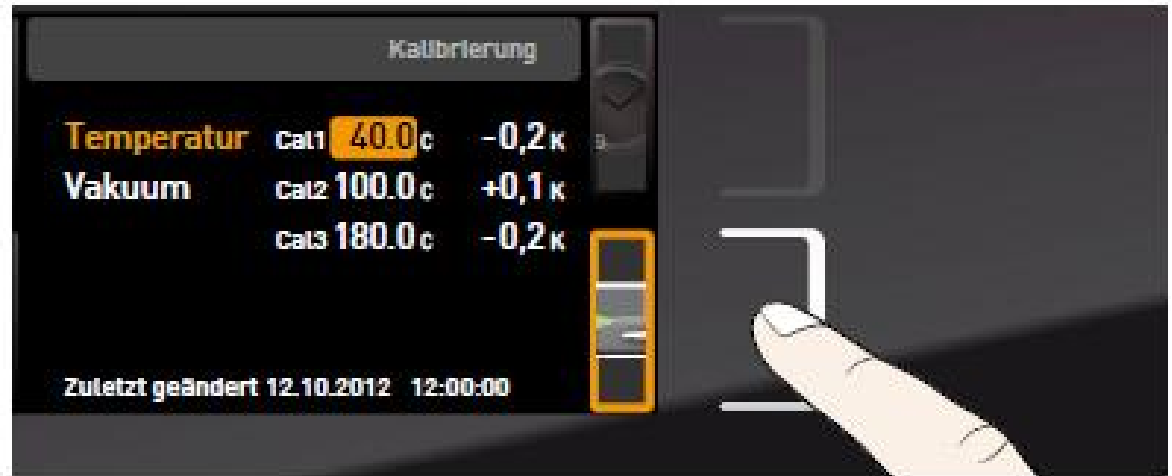 Kalibrierung
Temperatur Cal1 40.0 c -0,2 K
Vakuum Cal2 100.0 c +0,1 K
Cal3 180.0 c -0,2 K
Zuletzt geändert 12.10.2012 12:00:00